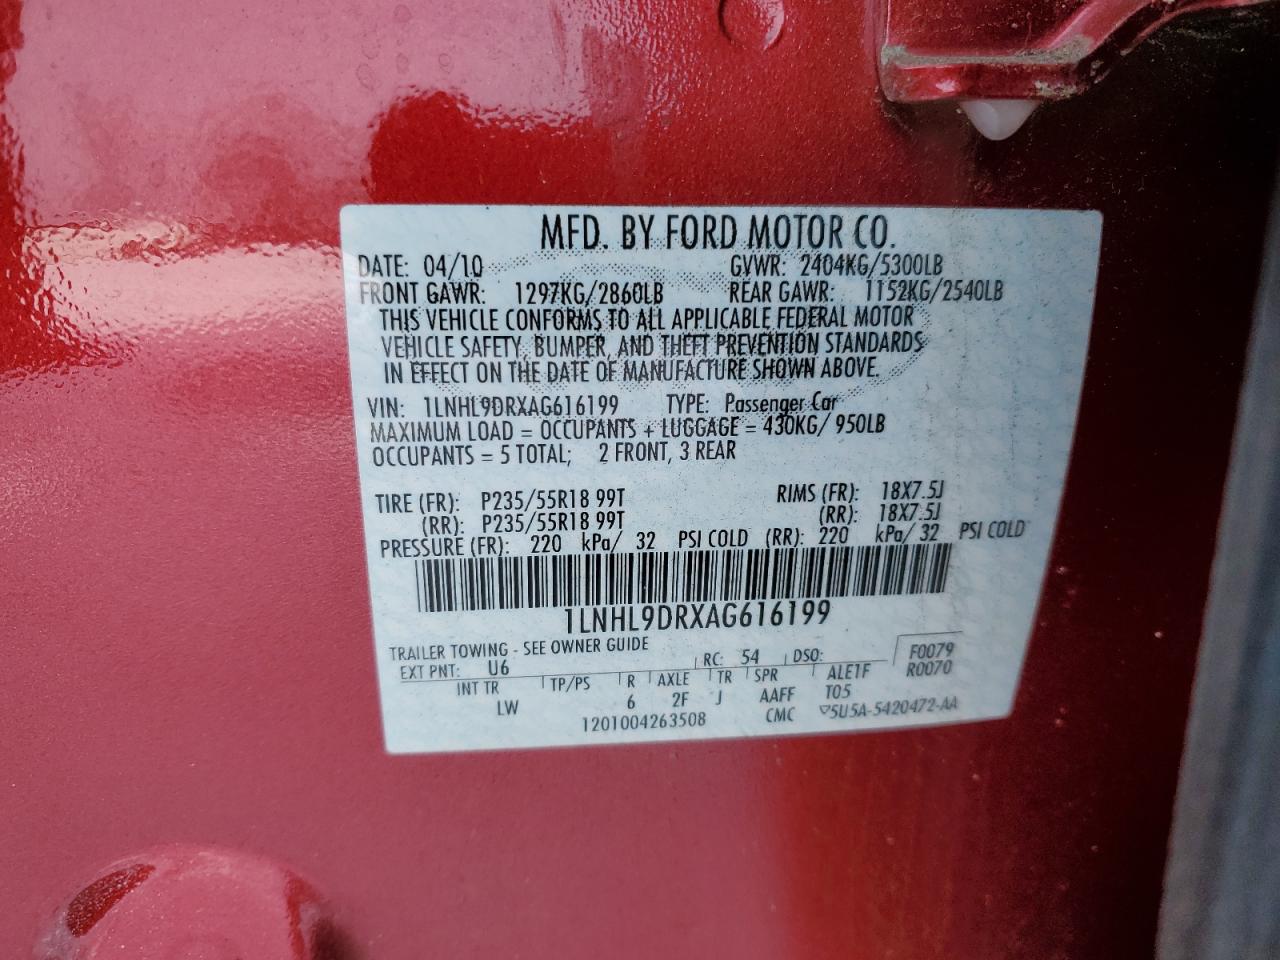 MFD. BY FORD MOTOR CO.
DATE: 04/10 GVWR: 2404KG/5300LB
FRONT GAWR: 1297KG/2860LB REAR GAWR: 1152KG/2540LB
THIS VEHICLE CONFORMS TO ALL APPLICABLE FEDERAL MOTOR
VEHICLE SAFETY, BUMPER, AND THEFT PREVENTION STANDARDS
IN EFFECT ON THE DATE OF MANUFACTURE SHOWN ABOVE.
VIN: 1LNHL9DRXAG616199 TYPE: Passenger Car
MAXIMUM LOAD = OCCUPANTS + LUGGAGE = 430KG/ 950LB
OCCUPANTS = 5 TOTAL; 2 FRONT, 3 REAR
TIRE (FR): P235/55R18 99T RIMS (FR): 18X7.5J
(RR): P235/55R18 99T (RR): 18X7.5J
PRESSURE (FR): 220 kPa/ 32 PSI COLD (RR): 220 kPa/ 32 PSI COLD
1LNHL9DRXAG616199
TRAILER TOWING - SEE OWNER GUIDE
EXT PNT: U6 RC: 54 DSO: F0079
R0070
INT TR TP/PS R AXLE TR SPR ALE1F
LW 6 2F J AAFF T05
1201004263508 CMC ▽5U5A-5420472-AA